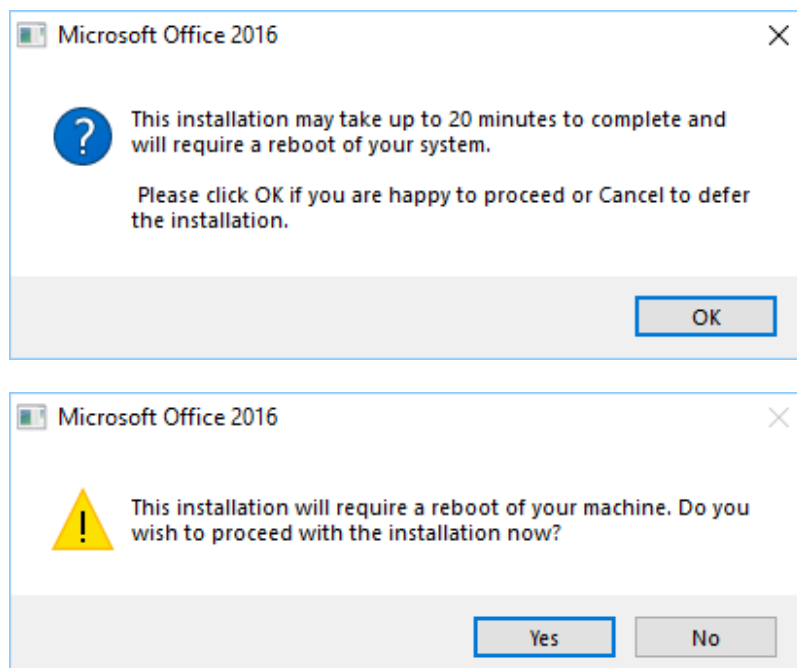 Microsoft Office 2016
This installation may take up to 20 minutes to complete and
will require a reboot of your system.
Please click OK if you are happy to proceed or Cancel to defer
the installation.
OK
Microsoft Office 2016
This installation will require a reboot of your machine. Do you
wish to proceed with the installation now?
Yes No